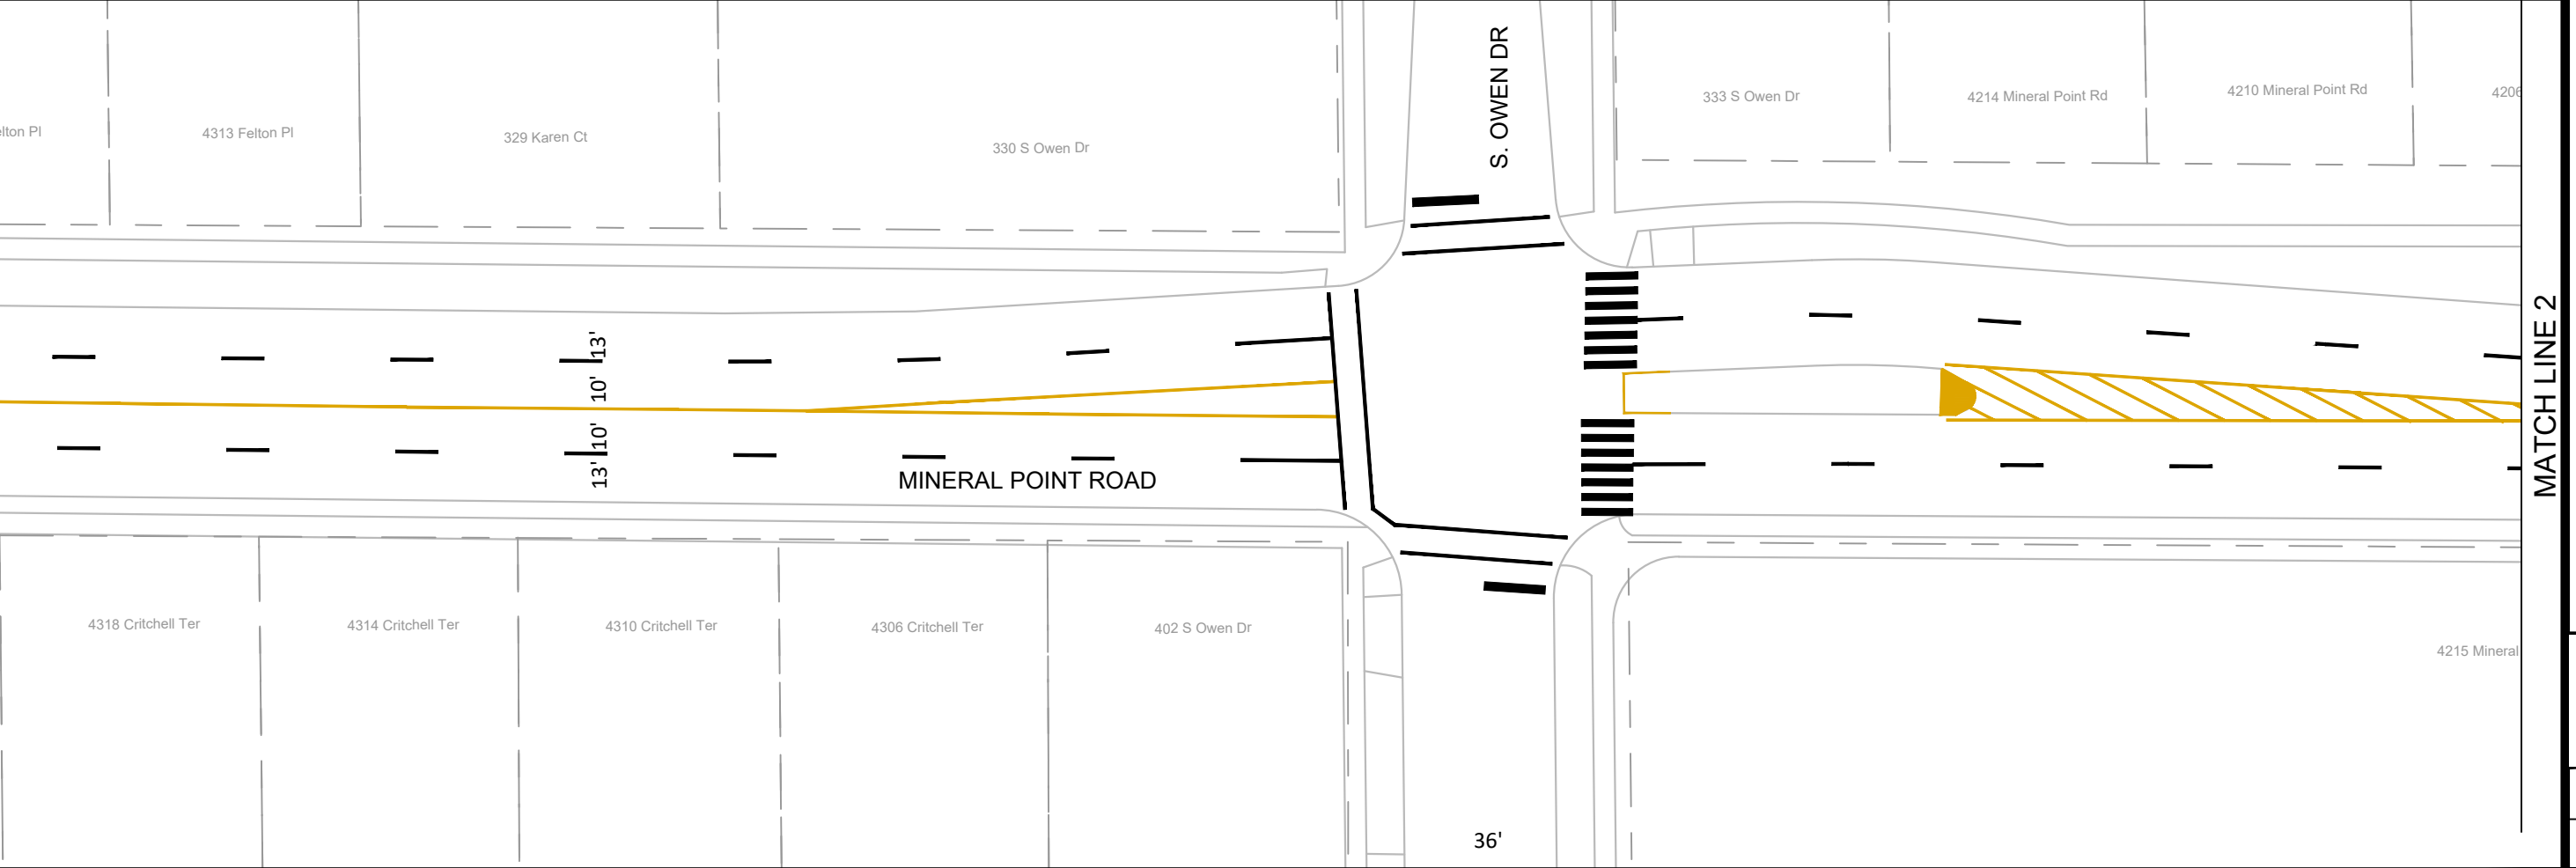 S. OWEN DR
333 S Owen Dr
4214 Mineral Point Rd
4210 Mineral Point Rd
4206
elton Pl
4313 Felton Pl
329 Karen Ct
330 S Owen Dr
13'
10'
10'
13'
MINERAL POINT ROAD
MATCH LINE 2
4318 Critchell Ter
4314 Critchell Ter
4310 Critchell Ter
4306 Critchell Ter
402 S Owen Dr
4215 Mineral
36'